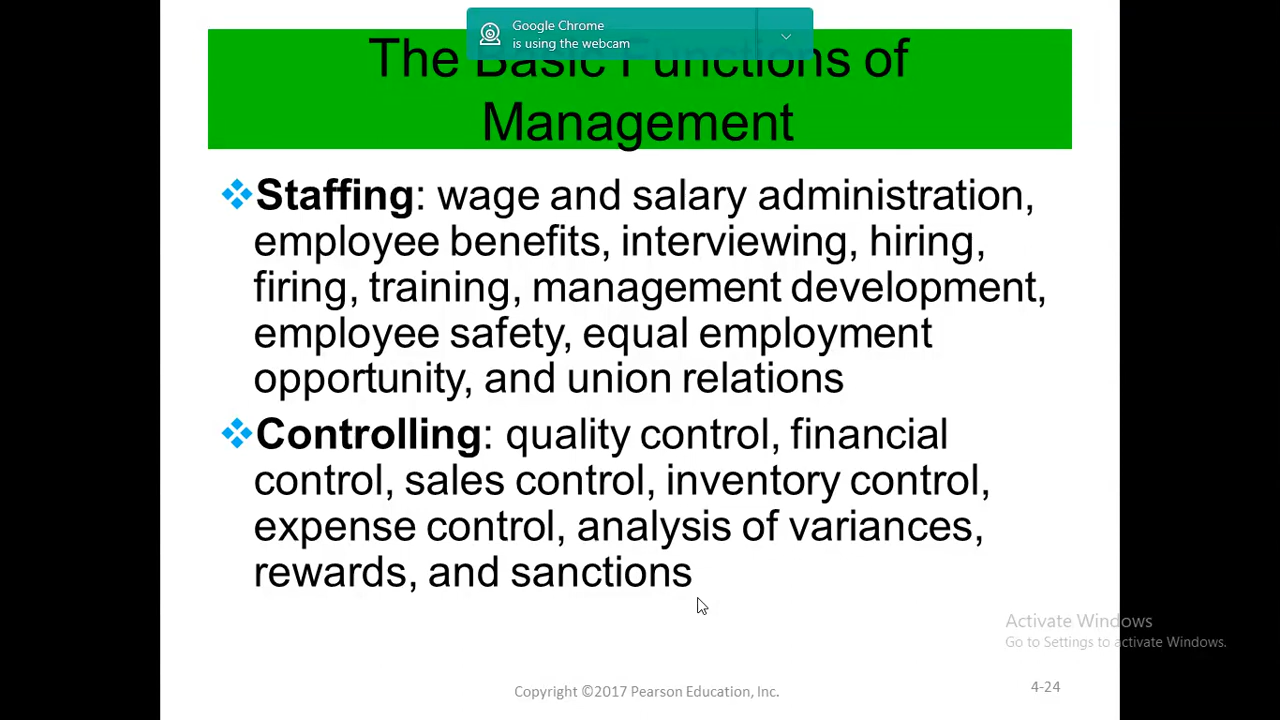 Google Chrome
is using the webcam
The Basic Functions of
Management
Staffing: wage and salary administration,
employee benefits, interviewing, hiring,
firing, training, management development,
employee safety, equal employment
opportunity, and union relations
Controlling: quality control, financial
control, sales control, inventory control,
expense control, analysis of variances,
rewards, and sanctions
Activate Windows
Go to Settings to activate Windows.
Copyright ©2017 Pearson Education, Inc.
4-24